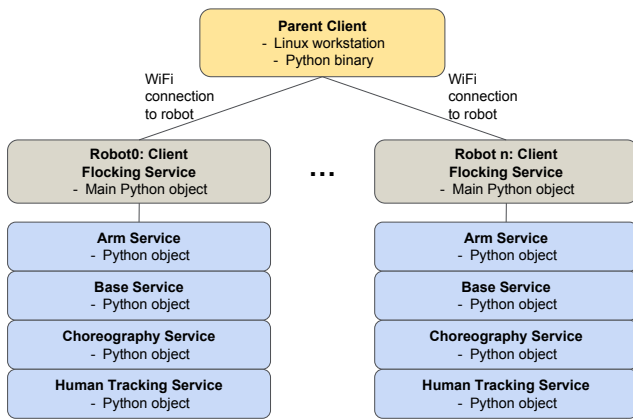 Parent Client
- Linux workstation
- Python binary
WiFi
connection
to robot
WiFi
connection
to robot
Robot0: Client
Flocking Service
- Main Python object
...
Robot n: Client
Flocking Service
- Main Python object
Arm Service
- Python object
Base Service
- Python object
Choreography Service
- Python object
Human Tracking Service
- Python object
Arm Service
- Python object
Base Service
- Python object
Choreography Service
- Python object
Human Tracking Service
- Python object